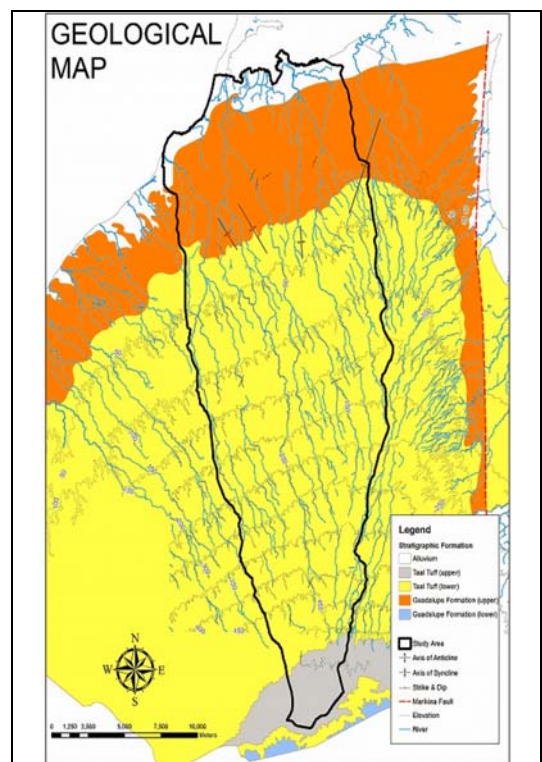 GEOLOGICAL
MAP
Legend
Stratigraphic Formation
Alluvium
Taal Tuff (upper)
Taal Tuff (lower)
Guadalupe Formation (upper)
Guadalupe Formation (lower)
Study Area
Axis of Anticline
Axis of Syncline
Strike & Dip
Markina Fault
Elevation
River
N
W
E
S
0 1,250 2,500 5,000 7,500 10,000
Meters